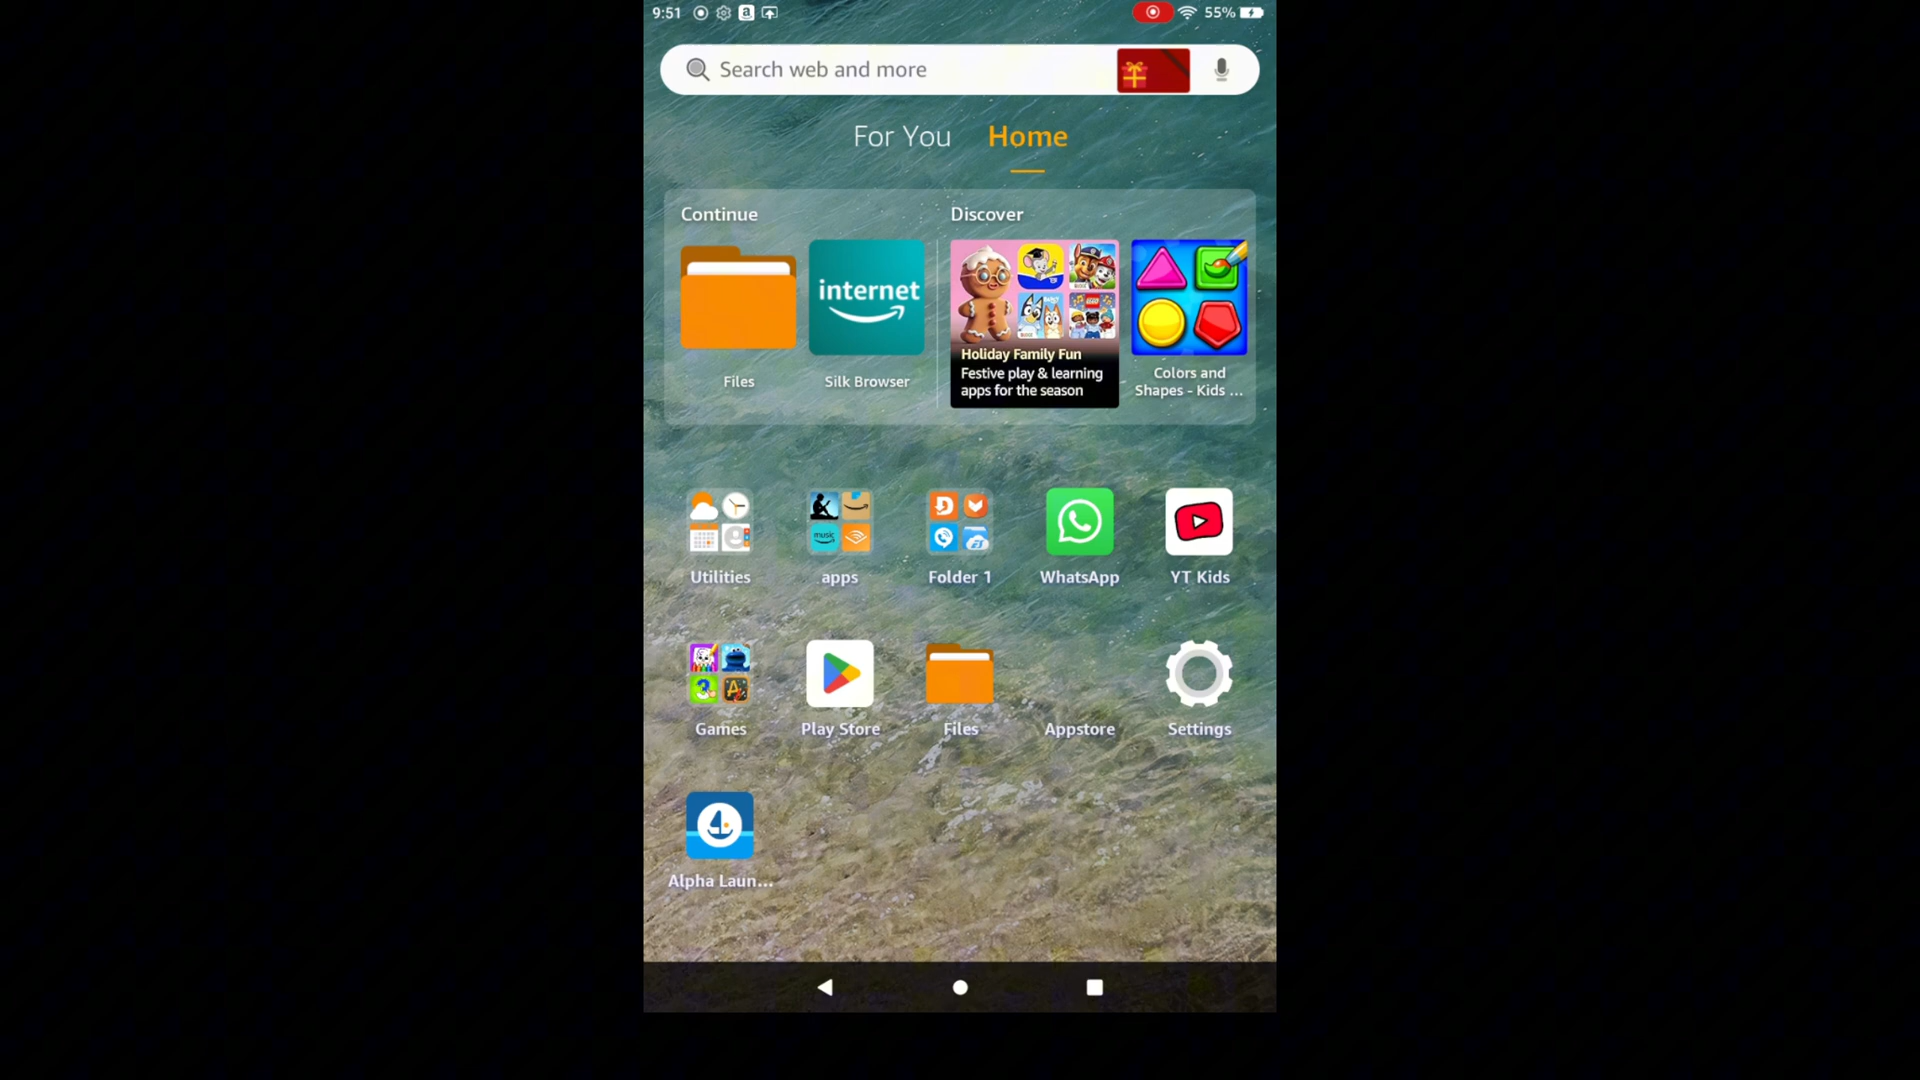 9:51
55%
Search web and more
For You Home
Continue
Discover
internet
Files
Silk Browser
Holiday Family Fun
Festive play & learning
apps for the season
Colors and
Shapes - Kids ...
music
Utilities
apps
Folder 1
WhatsApp
YT Kids
Games
Play Store
Files
Appstore
Settings
Alpha Laun...